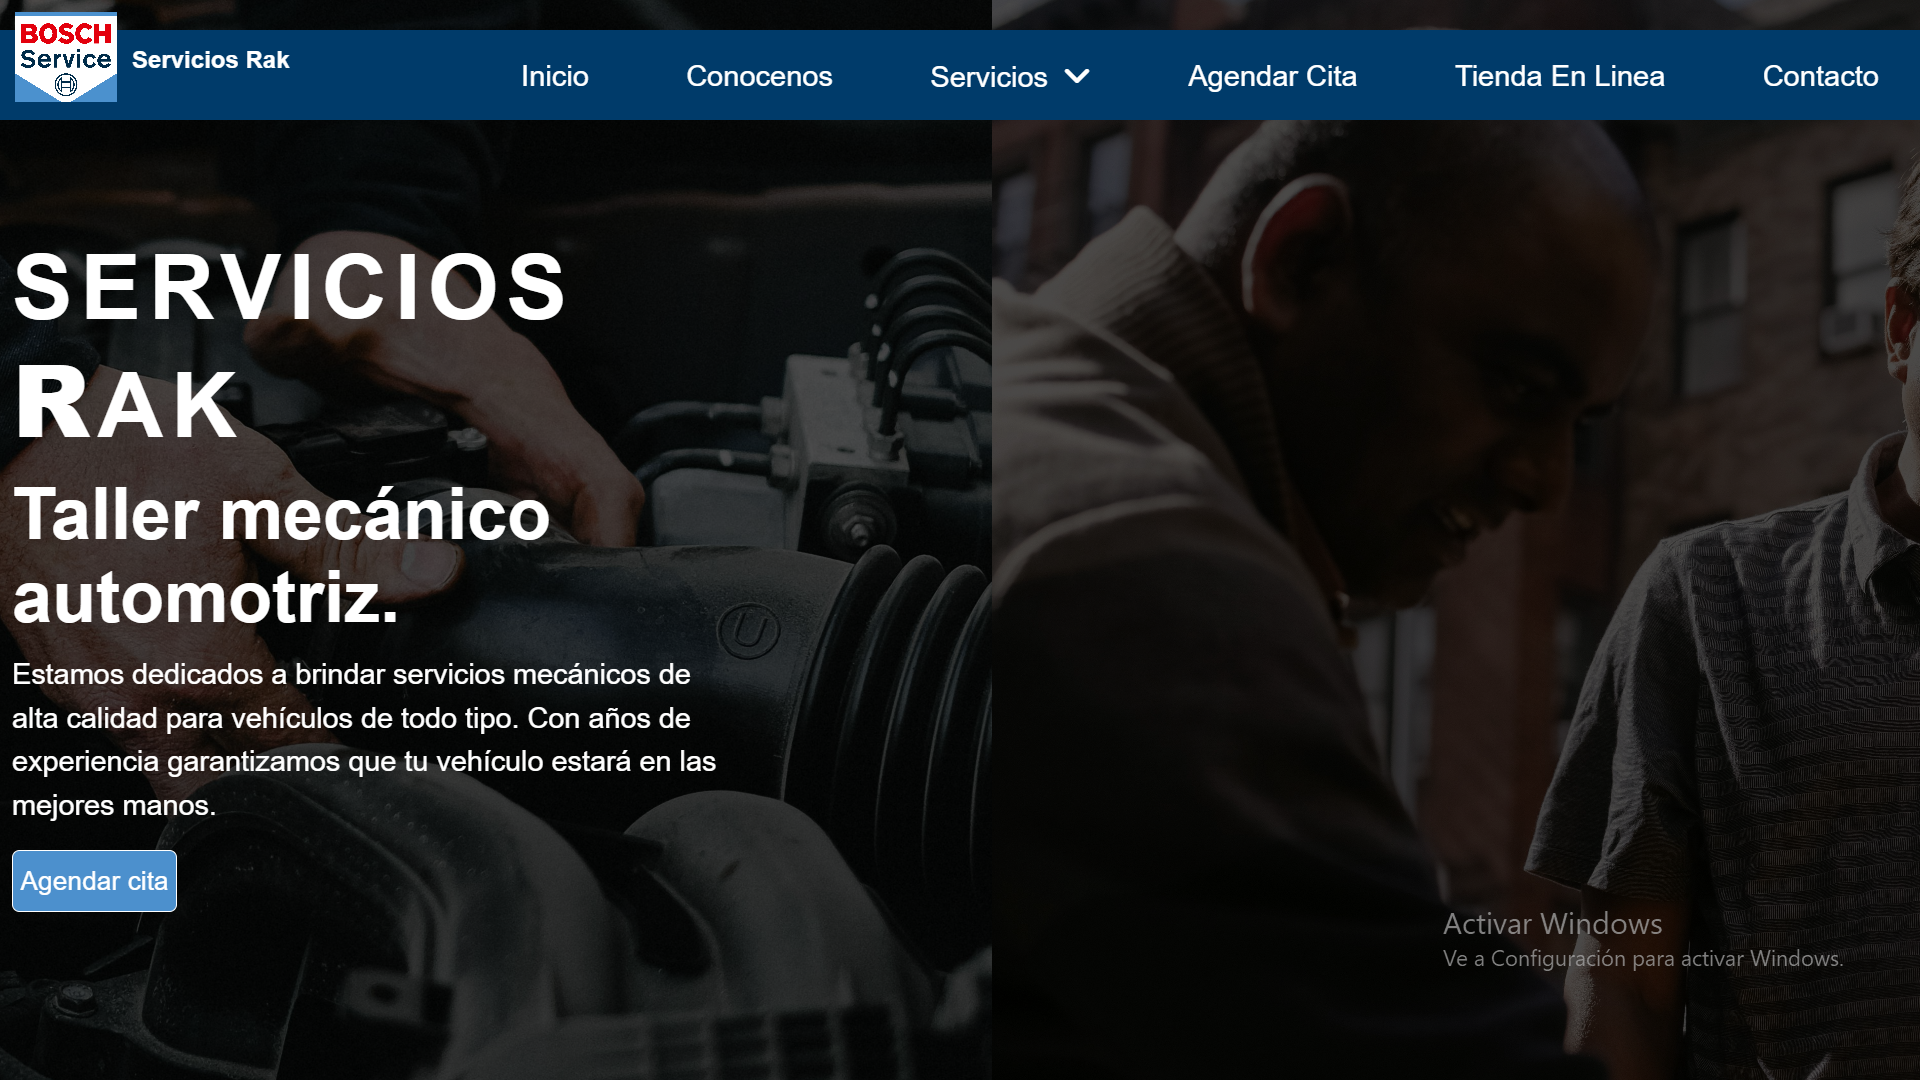 BOSCH
Service
Servicios Rak
Inicio
Conocenos
Servicios
Agendar Cita
Tienda En Linea
Contacto
SERVICIOS
RAK
Taller mecánico
automotriz.
Estamos dedicados a brindar servicios mecánicos de
alta calidad para vehículos de todo tipo. Con años de
experiencia garantizamos que tu vehículo estará en las
mejores manos.
Agendar cita
Activar Windows
Ve a Configuración para activar Windows.